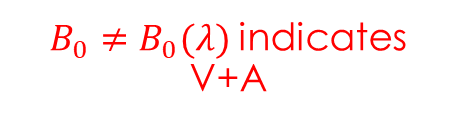 B₀ ≠ B₀(λ) indicates
V+A